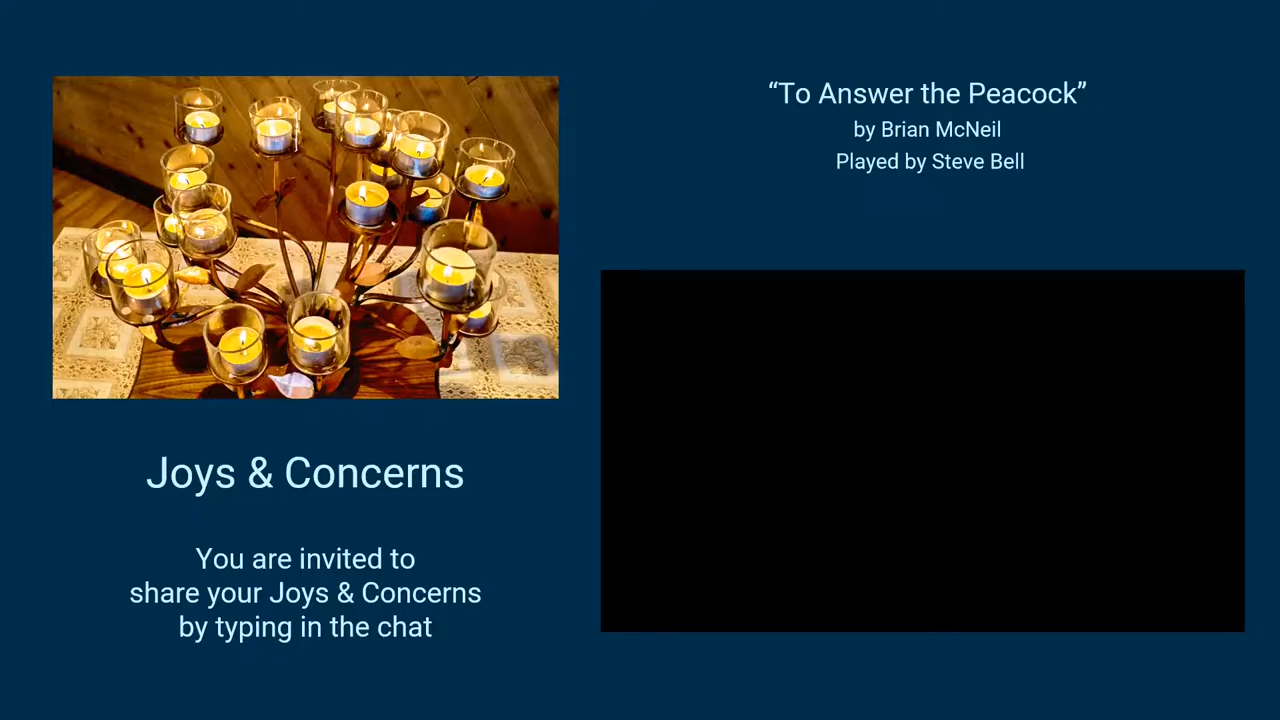 “To Answer the Peacock”
by Brian McNeil
Played by Steve Bell
Joys & Concerns
You are invited to
share your Joys & Concerns
by typing in the chat